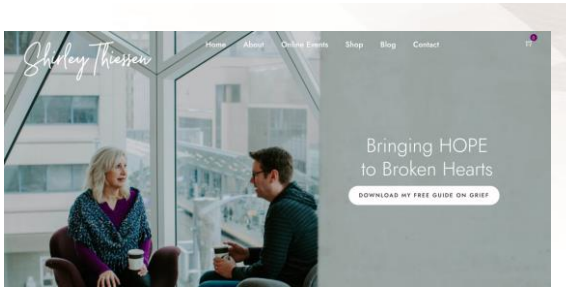 Shirley Thiessen
Home About Online Events Shop Blog Contact
Bringing HOPE
to Broken Hearts
DOWNLOAD MY FREE GUIDE ON GRIEF